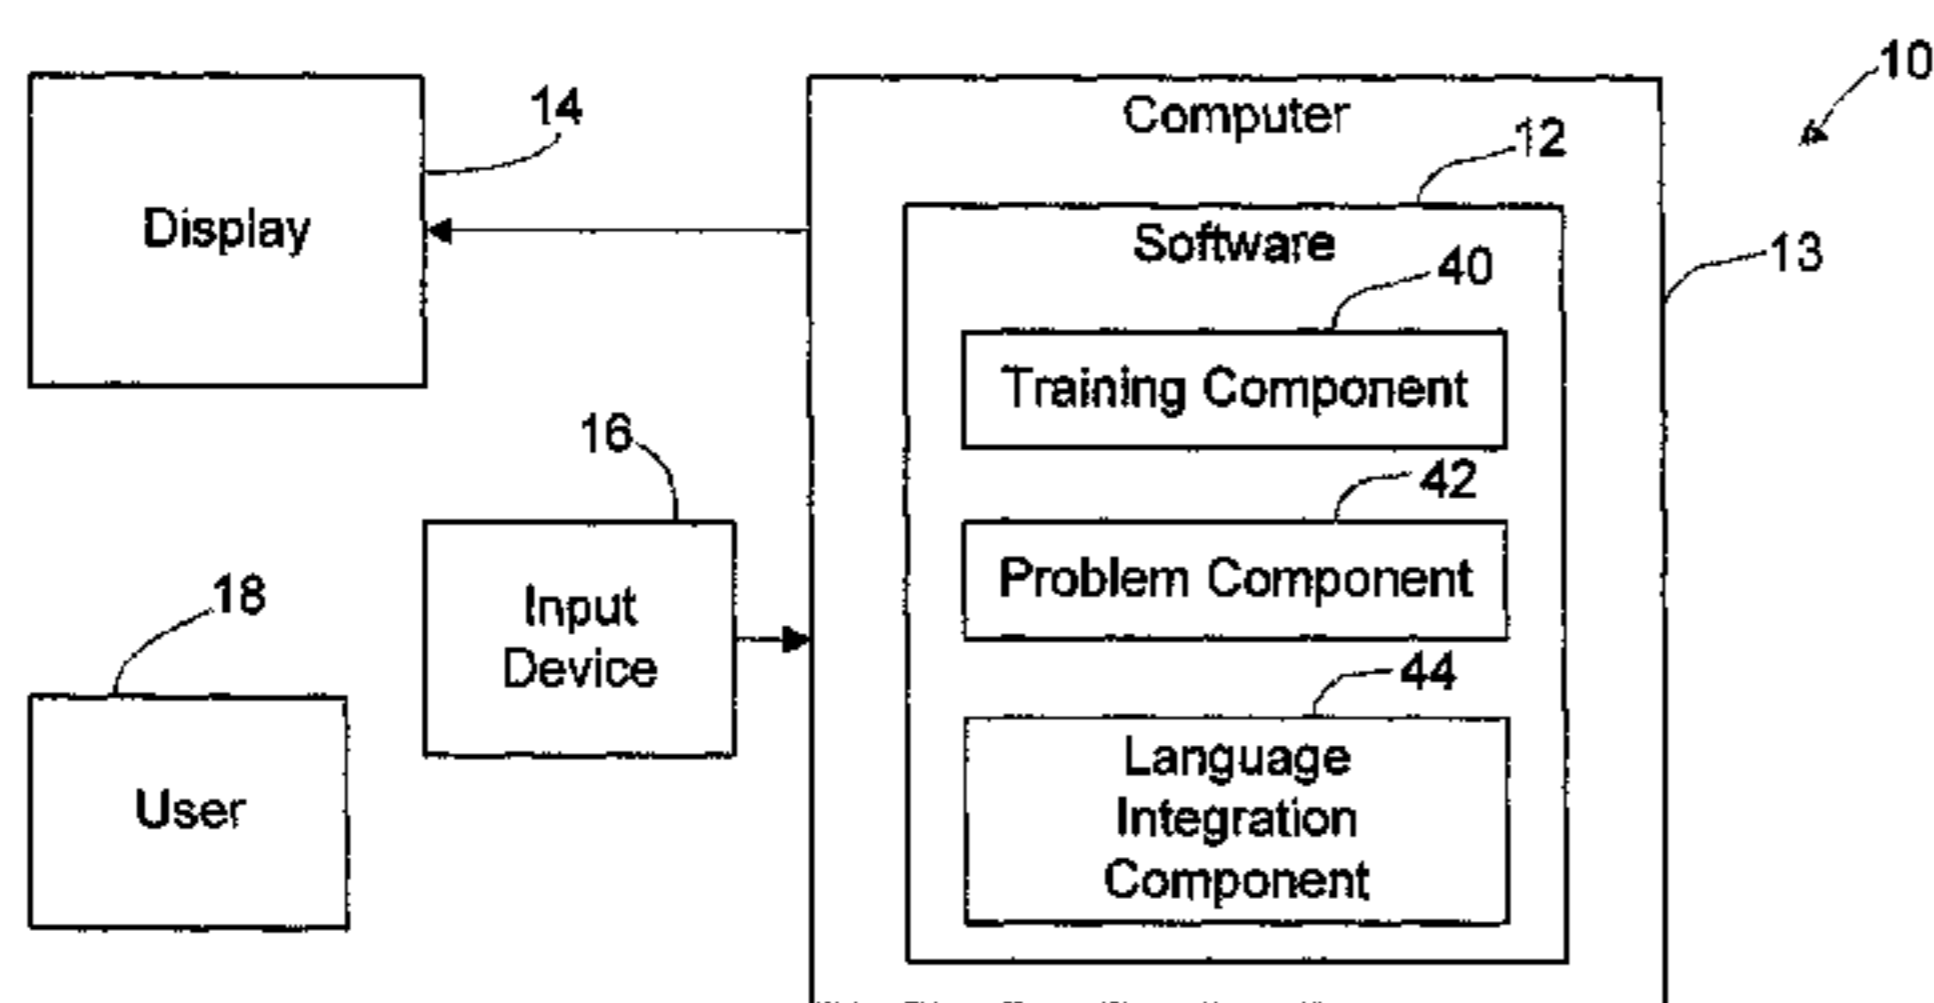 10
14
Computer
12
Display
Software
13
40
Training Component
16
42
Problem Component
18
Input
Device
44
Language
Integration
Component
User